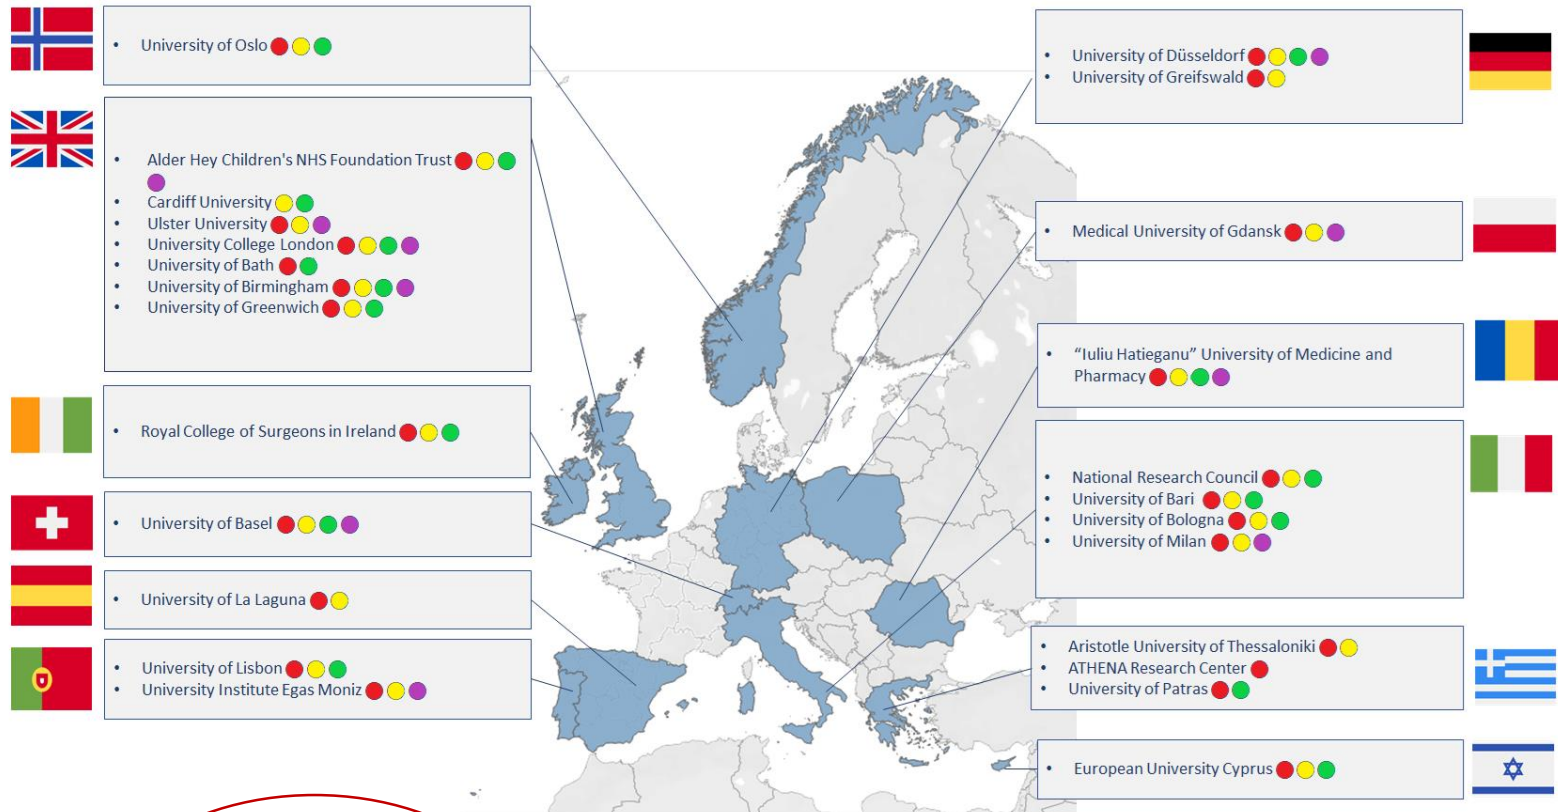 • University of Oslo
• Alder Hey Children's NHS Foundation Trust
• Cardiff University
• Ulster University
• University College London
• University of Bath
• University of Birmingham
• University of Greenwich
• Royal College of Surgeons in Ireland
• University of Basel
• University of La Laguna
• University of Lisbon
• University Institute Egas Moniz
• University of Düsseldorf
• University of Greifswald
• Medical University of Gdansk
• “Iuliu Hatieganu” University of Medicine and
Pharmacy
• National Research Council
• University of Bari
• University of Bologna
• University of Milan
• Aristotle University of Thessaloniki
• ATHENA Research Center
• University of Patras
• European University Cyprus